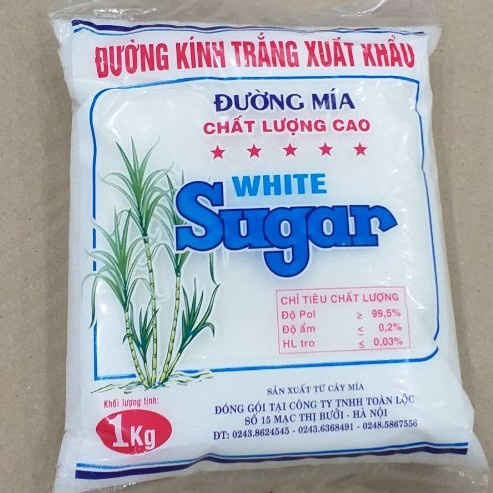 ĐƯỜNG KÍNH TRẮNG XUẤT KHẨU
ĐƯỜNG MÍA
CHẤT LƯỢNG CAO
WHITE
Sugar
CHỈ TIÊU CHẤT LƯỢNG
Độ Pol ≥ 99,5%
Độ ẩm ≤ 0,2%
HL tro ≤ 0,03%
Khối lượng tịnh:
1Kg
SẢN XUẤT TỪ CÂY MÍA
ĐÓNG GÓI TẠI CÔNG TY TNHH TOÀN LỘC
SỐ 15 MẠC THỊ BƯỞI - HÀ NỘI
ĐT: 0243.8624545 - 0243.6368491 - 0248.5867556